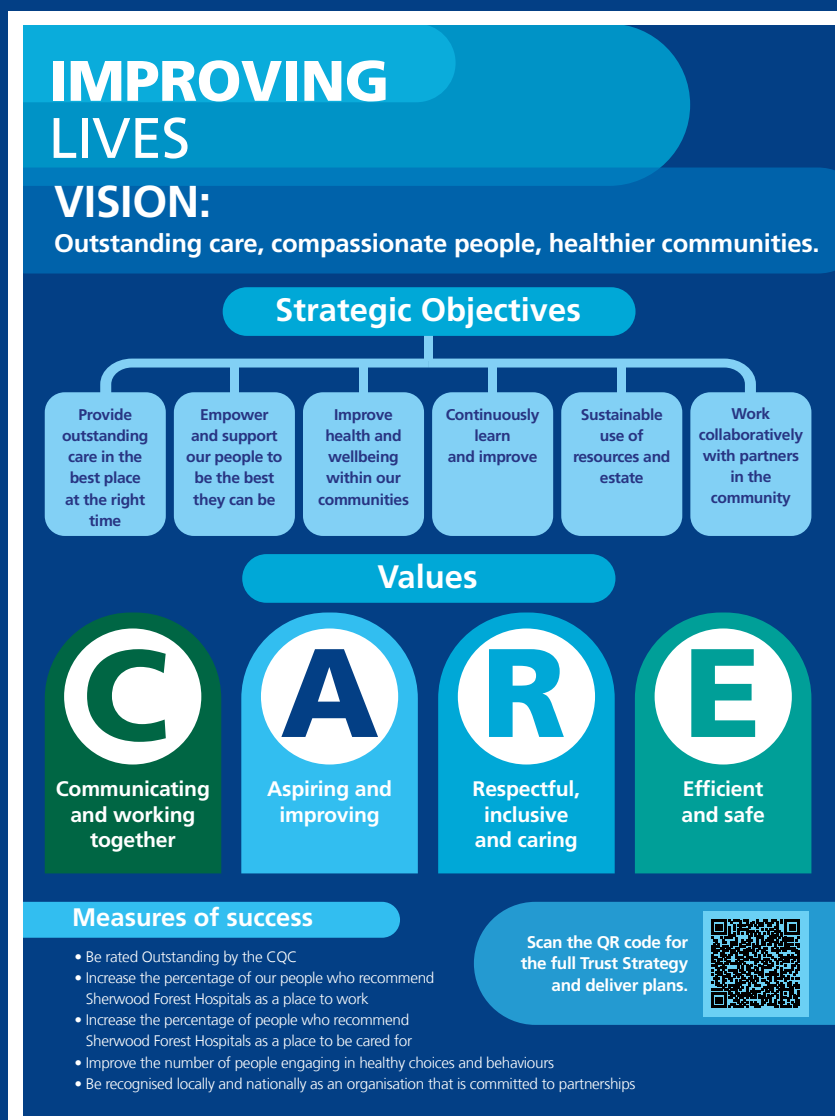 IMPROVING
LIVES
VISION:
Outstanding care, compassionate people, healthier communities.
Strategic Objectives
Provide
outstanding
care in the
best place
at the right
time
Empower
and support
our people to
be the best
they can be
Improve
health and
wellbeing
within our
communities
Continuously
learn
and improve
Sustainable
use of
resources and
estate
Work
collaboratively
with partners
in the
community
Values
C
Communicating
and working
together
A
Aspiring and
improving
R
Respectful,
inclusive
and caring
E
Efficient
and safe
Measures of success
• Be rated Outstanding by the CQC
• Increase the percentage of our people who recommend
Sherwood Forest Hospitals as a place to work
• Increase the percentage of people who recommend
Sherwood Forest Hospitals as a place to be cared for
• Improve the number of people engaging in healthy choices and behaviours
• Be recognised locally and nationally as an organisation that is committed to partnerships
Scan the QR code for
the full Trust Strategy
and deliver plans.